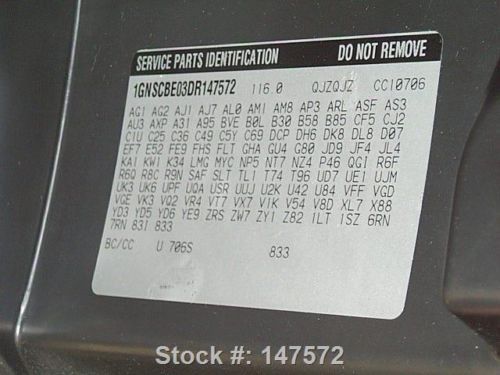 SERVICE PARTS IDENTIFICATION DO NOT REMOVE
1GNSCBE03DR147572 116.0 QJZQJZ CC10706
AG1 AG2 AJ1 AJ7 AL0 AM1 AM8 AP3 ARL ASF AS3
AU3 AXP A31 A95 BVE B0L B30 B58 B85 CF5 CJ2
C1U C25 C36 C49 C5Y C69 DCP DH6 DK8 DL8 D07
EF7 E52 FE9 FHS FLT GHA GU4 G80 JD9 JF4 JL4
KA1 KW1 K34 LMG MYC NP5 NT7 NZ4 P46 QG1 R6F
R6Q R8C R9N SAF SLT TL1 T74 T96 UD7 UE1 UJM
UK3 UK6 UPF UQA USR UUJ U2K U42 U84 VFF VGD
VGE VK3 VQ2 VR4 VT7 VX7 V1K V54 V8D XL7 X88
YD3 YD5 YD6 YE9 ZRS ZW7 ZY1 Z82 1LT 1SZ 6RN
7RN 83I 833
BC/CC U 706S 833
Stock #: 147572